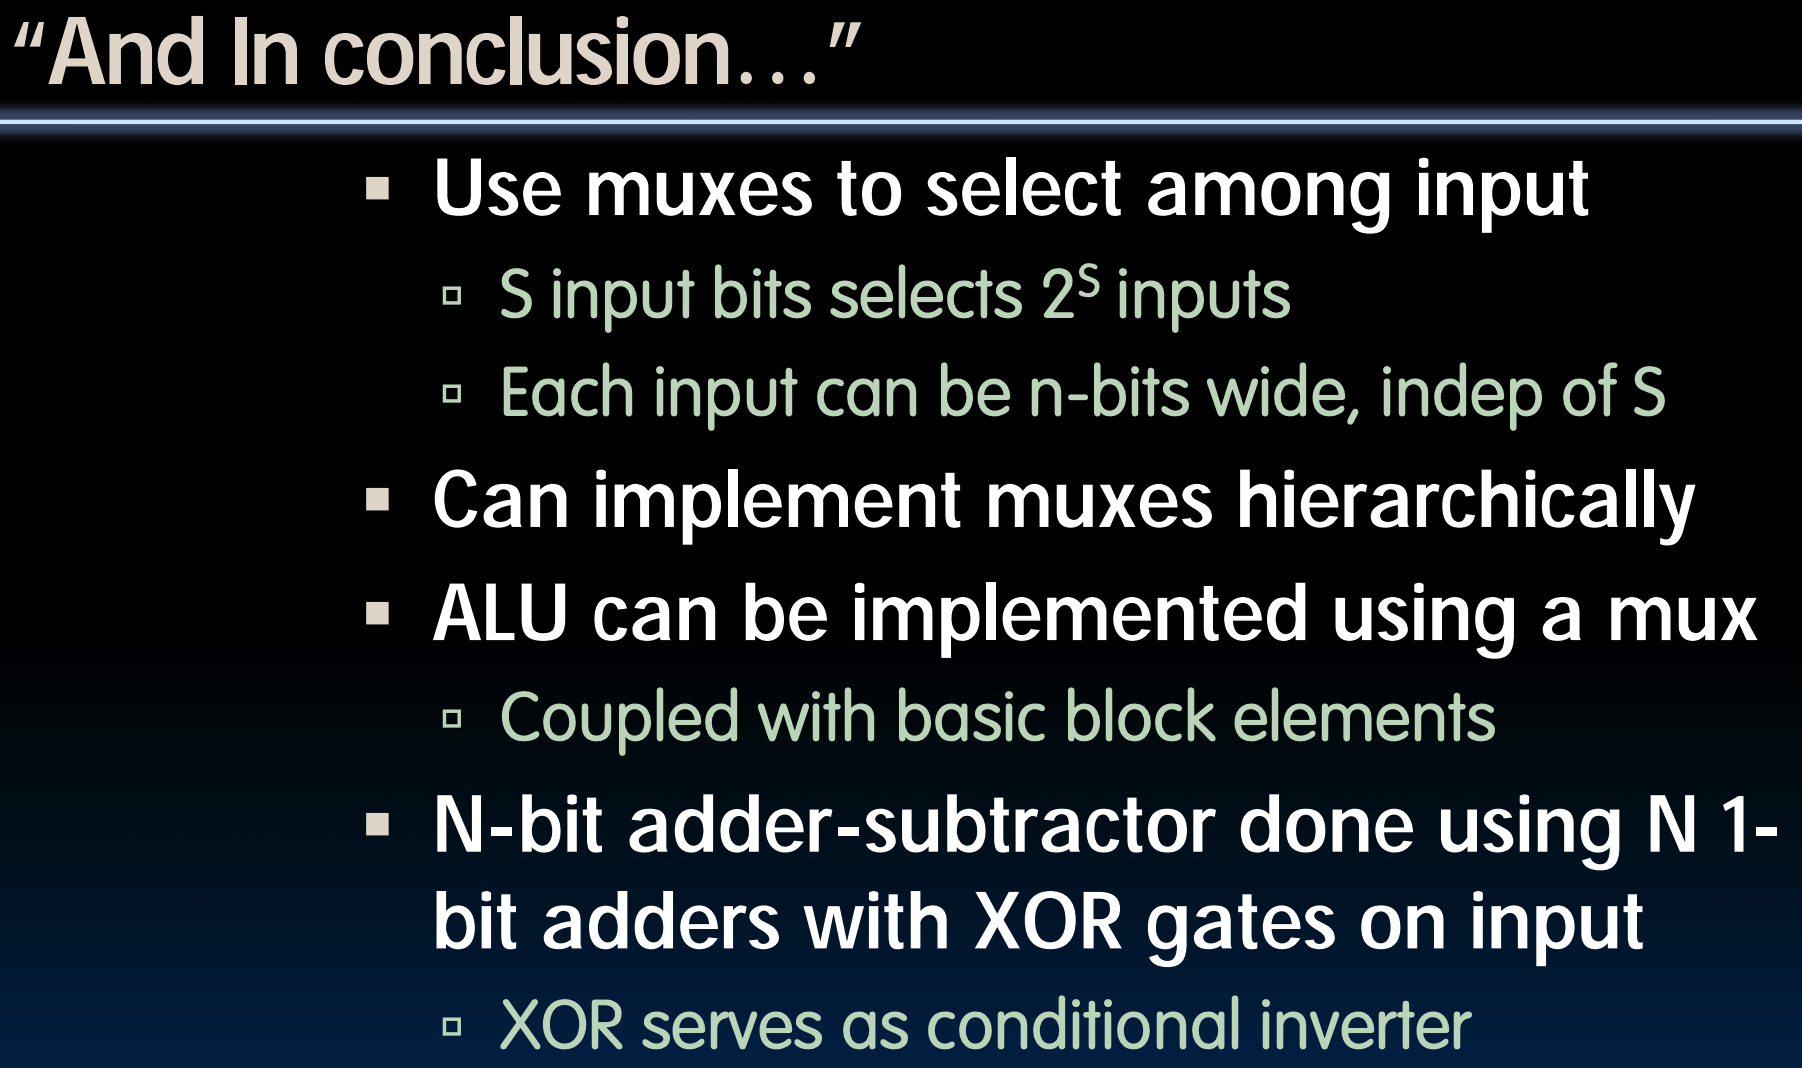 “And In conclusion…”
▪ Use muxes to select among input
▫ S input bits selects 2ˢ inputs
▫ Each input can be n-bits wide, indep of S
▪ Can implement muxes hierarchically
▪ ALU can be implemented using a mux
▫ Coupled with basic block elements
▪ N-bit adder-subtractor done using N 1-
bit adders with XOR gates on input
▫ XOR serves as conditional inverter